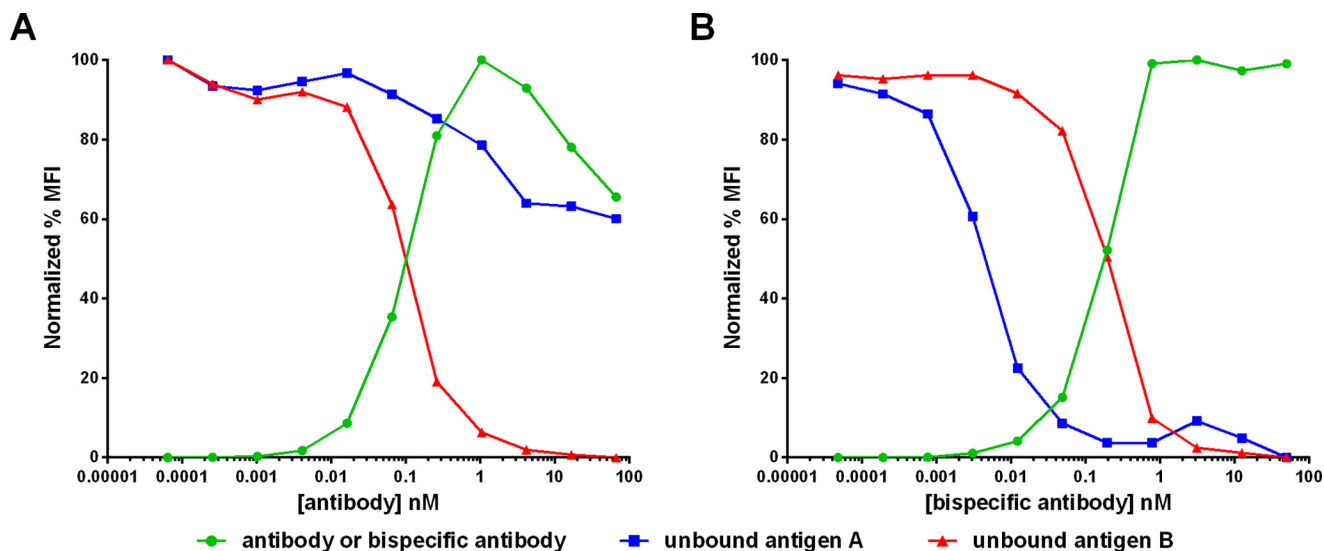 A
B
Normalized % MFI
100
80
60
40
20
0
0.00001 0.0001 0.001 0.01 0.1 1 10 100
[antibody] nM
Normalized % MFI
100
80
60
40
20
0
0.00001 0.0001 0.001 0.01 0.1 1 10 100
[bispecific antibody] nM
antibody or bispecific antibody unbound antigen A unbound antigen B